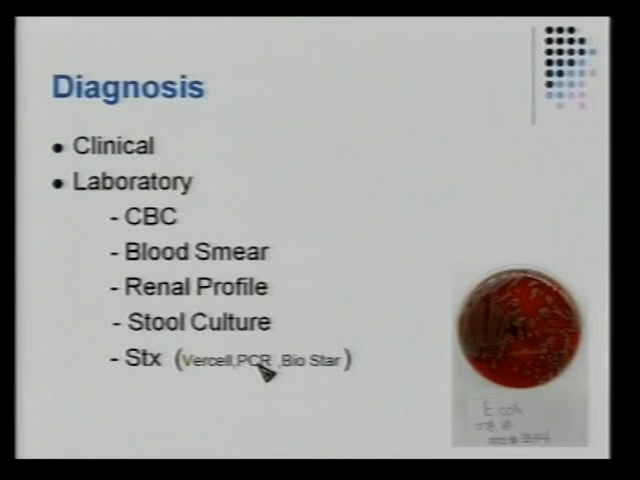 Diagnosis
• Clinical
• Laboratory
- CBC
- Blood Smear
- Renal Profile
- Stool Culture
- Stx (Vercell,PCR ,Bio Star)
E coli